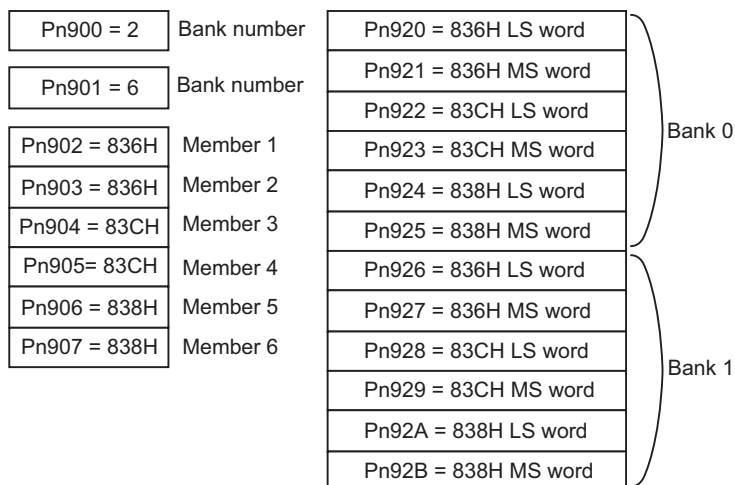 Pn900 = 2 Bank number
Pn901 = 6 Bank number
Pn902 = 836H Member 1
Pn903 = 836H Member 2
Pn904 = 83CH Member 3
Pn905= 83CH Member 4
Pn906 = 838H Member 5
Pn907 = 838H Member 6
Pn920 = 836H LS word
Pn921 = 836H MS word
Pn922 = 83CH LS word
Pn923 = 83CH MS word
Pn924 = 838H LS word
Pn925 = 838H MS word
Bank 0
Pn926 = 836H LS word
Pn927 = 836H MS word
Pn928 = 83CH LS word
Pn929 = 83CH MS word
Pn92A = 838H LS word
Pn92B = 838H MS word
Bank 1